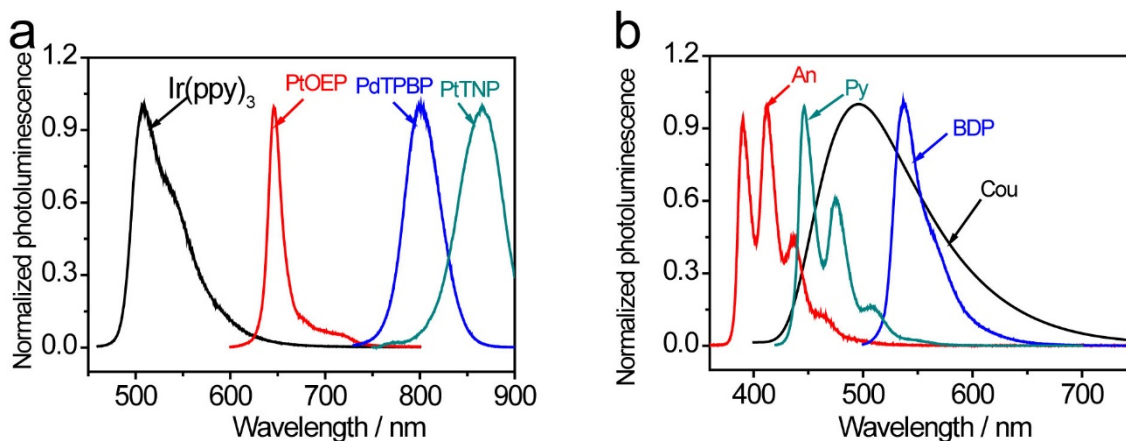 a
Normalized photoluminescence
1.2
0.9
0.6
0.3
0.0
Ir(ppy)₃
PtOEP
PdTPBP
PtTNP
500 600 700 800 900
Wavelength / nm
b
Normalized photoluminescence
1.2
0.9
0.6
0.3
0.0
An
Py
BDP
Cou
400 500 600 700
Wavelength / nm